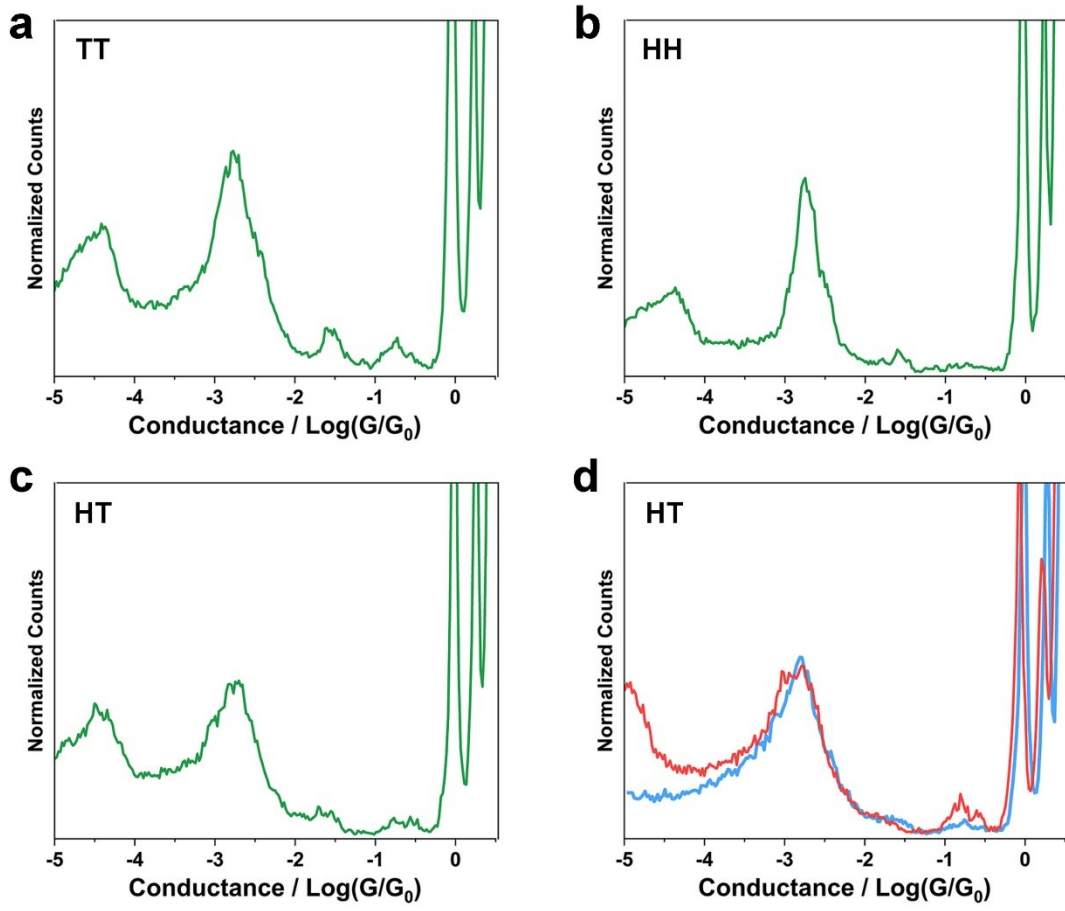 a
TT
Normalized Counts
-5 -4 -3 -2 -1 0
Conductance / Log(G/G₀)
b
HH
Normalized Counts
-5 -4 -3 -2 -1 0
Conductance / Log(G/G₀)
c
HT
Normalized Counts
-5 -4 -3 -2 -1 0
Conductance / Log(G/G₀)
d
HT
Normalized Counts
-5 -4 -3 -2 -1 0
Conductance / Log(G/G₀)